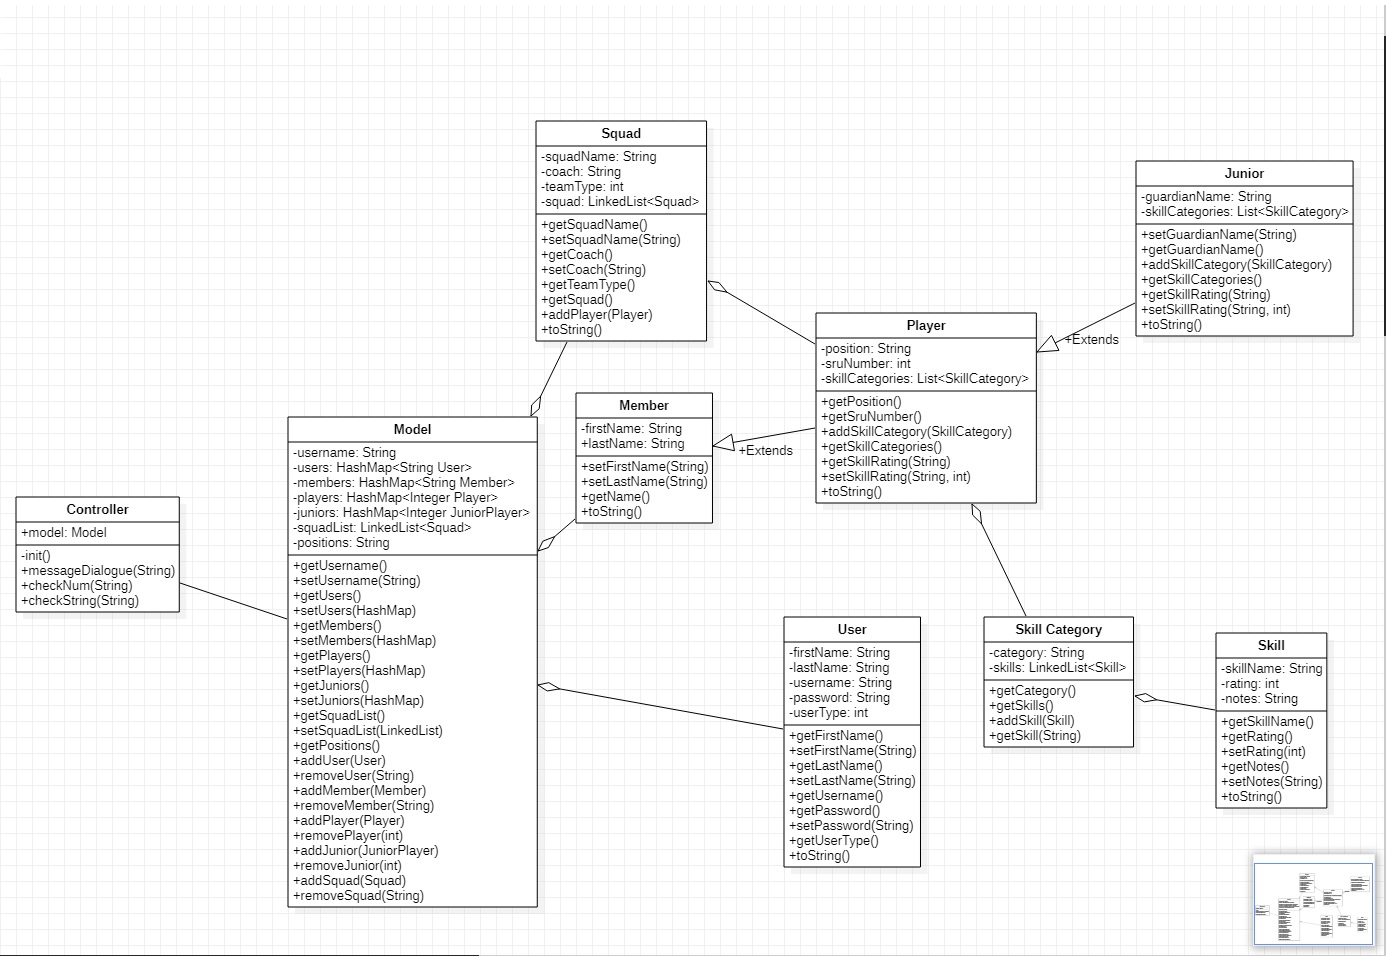 Squad
-squadName: String
-coach: String
-teamType: int
-squad: LinkedList<Squad>
+getSquadName()
+setSquadName(String)
+getCoach()
+setCoach(String)
+getTeamType()
+getSquad()
+addPlayer(Player)
+toString()
Junior
-guardianName: String
-skillCategories: List<SkillCategory>
+setGuardianName(String)
+getGuardianName()
+addSkillCategory(SkillCategory)
+getSkillCategories()
+getSkillRating(String)
+setSkillRating(String, int)
+toString()
+Extends
Player
-position: String
-sruNumber: int
-skillCategories: List<SkillCategory>
+getPosition()
+getSruNumber()
+addSkillCategory(SkillCategory)
+getSkillCategories()
+getSkillRating(String)
+setSkillRating(String, int)
+toString()
+Extends
Member
-firstName: String
+lastName: String
+setFirstName(String)
+setLastName(String)
+getName()
+toString()
Model
-username: String
-users: HashMap<String User>
-members: HashMap<String Member>
-players: HashMap<Integer Player>
-juniors: HashMap<Integer JuniorPlayer>
-squadList: LinkedList<Squad>
-positions: String
+getUsername()
+setUsername(String)
+getUsers()
+setUsers(HashMap)
+getMembers()
+setMembers(HashMap)
+getPlayers()
+setPlayers(HashMap)
+getJuniors()
+setJuniors(HashMap)
+getSquadList()
+setSquadList(LinkedList)
+getPositions()
+addUser(User)
+removeUser(String)
+addMember(Member)
+removeMember(String)
+addPlayer(Player)
+removePlayer(int)
+addJunior(JuniorPlayer)
+removeJunior(int)
+addSquad(Squad)
+removeSquad(String)
Controller
+model: Model
-init()
+messageDialogue(String)
+checkNum(String)
+checkString(String)
User
-firstName: String
-lastName: String
-username: String
-password: String
-userType: int
+getFirstName()
+setFirstName(String)
+getLastName()
+setLastName(String)
+getUsername()
+getPassword()
+setPassword(String)
+getUserType()
+toString()
Skill Category
-category: String
-skills: LinkedList<Skill>
+getCategory()
+getSkills()
+addSkill(Skill)
+getSkill(String)
Skill
-skillName: String
-rating: int
-notes: String
+getSkillName()
+getRating()
+setRating(int)
+getNotes()
+setNotes(String)
+toString()